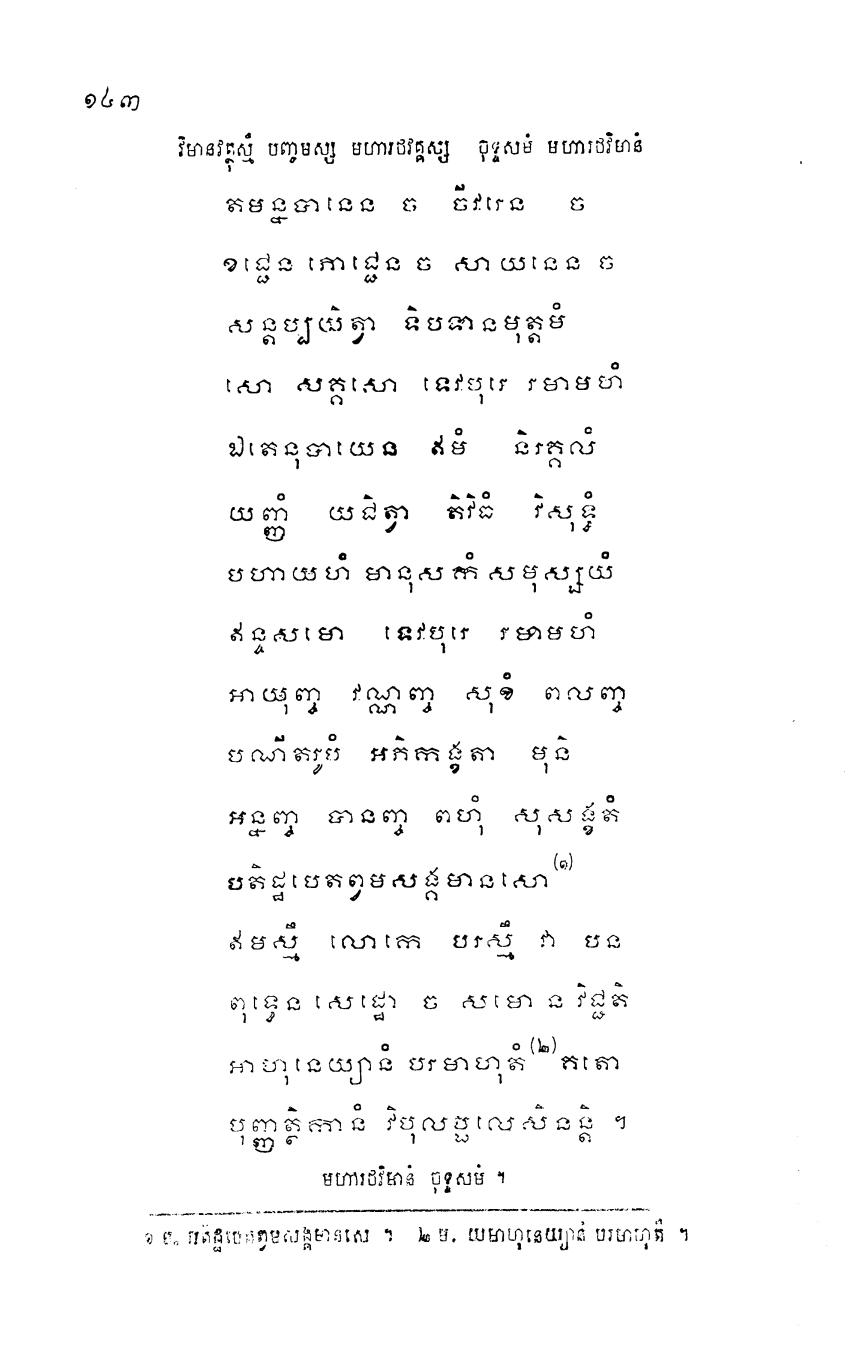 ១៤៣
វិមានវត្ថុស្មឹ បញ្ចមស្ស មហារថវគ្គស្ស ចុទ្ទសមំ មហារថវិមានំ
តមន្នបានេន ច ចីវរេន ច
ខជ្ជេន ភោជ្ជេន ច សាយនេន ច
សន្តប្បយិត្វា ទិបទានមុត្តមំ
សោ សត្តសោ ទេវបុរេ រមាមហំ
ឯតេនុបាយេន ឥមំ និរគ្គលំ
យញ្ញំ យជិត្វា តិវិធំ វិសុទ្ធំ
បហាយហំ មានុសកំ សមុស្សយំ
ឥន្ទសមោ ទេវបុរេ រមាមហំ
អាយុញ្ច វណ្ណញ្ច សុខំ ពលញ្ច
បណីតរូបំ អភិកង្ខតា មុនិ
អន្នញ្ច បានញ្ច ពហុំ សុសង្ខតំ
បតិដ្ឋបេតព្វមសង្គមានសោ(១)
ឥមស្មឹ លោកេ បរស្មឹ វា បន
ពុទ្ធេន សេដ្ឋោ ច សមោ ន វិជ្ជតិ
អាហុនេយ្យានំ បរមាហុតំ(២) គតោ
បុញ្ញត្ថិកានំ វិបុលប្ផលេសិនន្តិ ។
មហារថវិមានំ ចុទ្ទសមំ ។
១ ឱ. បតិដ្ឋបេតព្វមសង្គមានសេ ។ ២ ម. យមាហុនេយ្យានំ បរមាហុតឹ ។